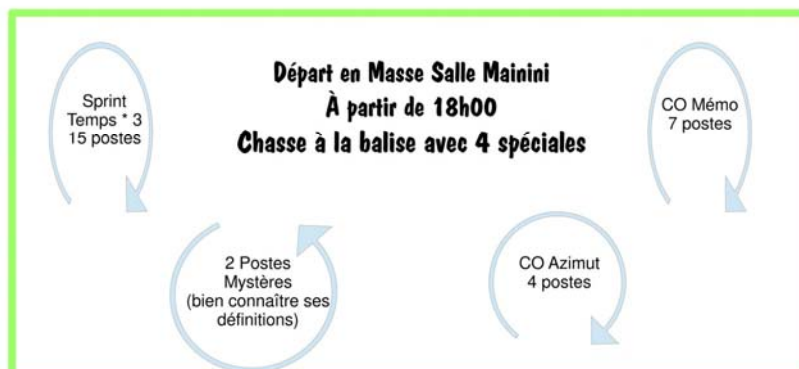 Départ en Masse Salle Mainini
À partir de 18h00
Chasse à la balise avec 4 spéciales
Sprint
Temps * 3
15 postes
CO Mémo
7 postes
2 Postes
Mystères
(bien connaître ses
définitions)
CO Azimut
4 postes